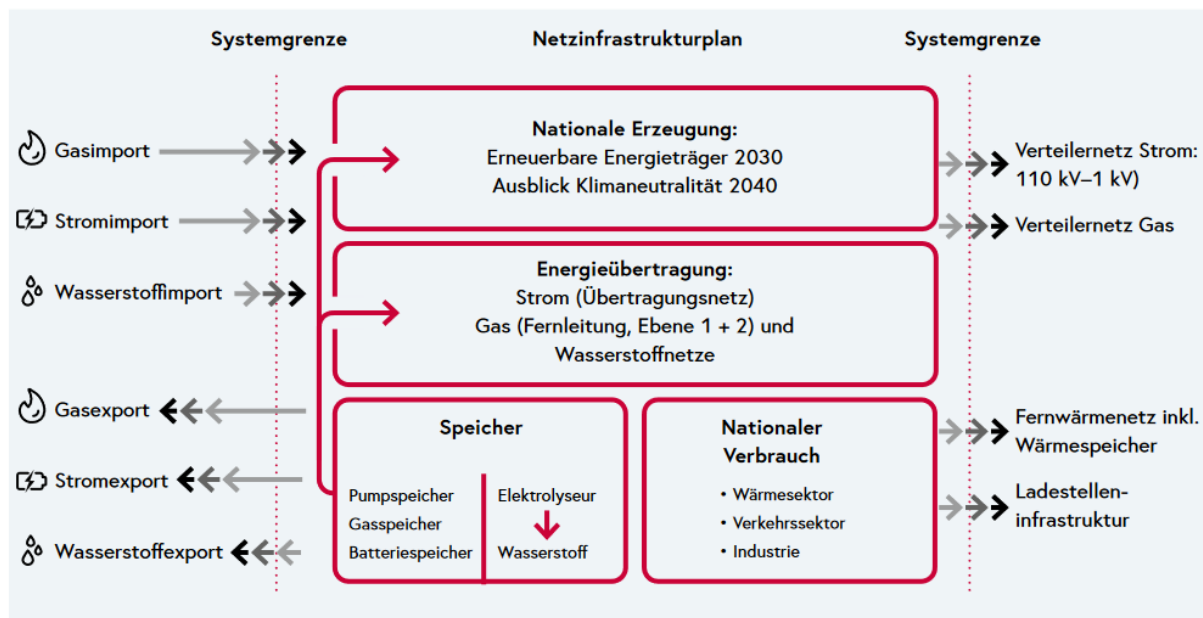 Systemgrenze
Netzinfrastrukturplan
Systemgrenze
Gasimport
Stromimport
Wasserstoffimport
Gasexport
Stromexport
Wasserstoffexport
Nationale Erzeugung:
Erneuerbare Energieträger 2030
Ausblick Klimaneutralität 2040
Energieübertragung:
Strom (Übertragungsnetz)
Gas (Fernleitung, Ebene 1 + 2) und
Wasserstoffnetze
Speicher
Pumpspeicher
Gasspeicher
Batteriespeicher
Elektrolyseur
Wasserstoff
Nationaler
Verbrauch
• Wärmesektor
• Verkehrssektor
• Industrie
Verteilernetz Strom:
110 kV–1 kV)
Verteilernetz Gas
Fernwärmenetz inkl.
Wärmespeicher
Ladestellen-
infrastruktur